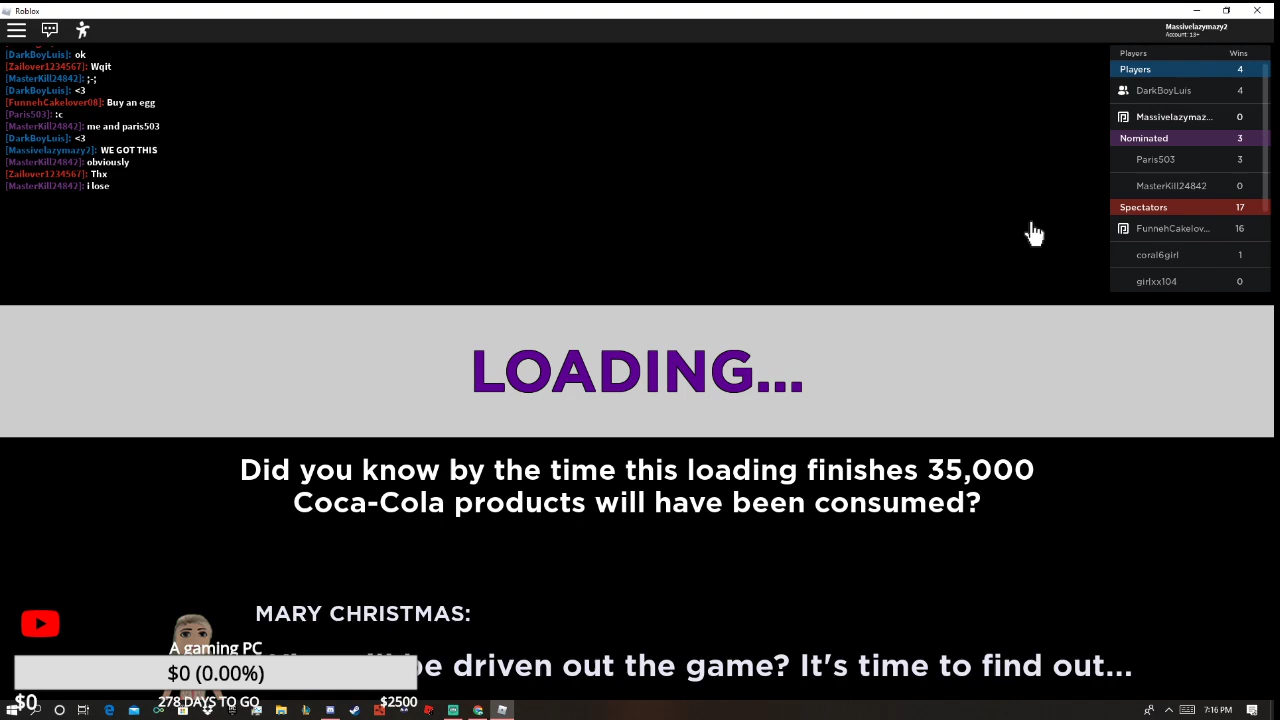 Roblox
Massivelazymazy2
Account: 13+
[DarkBoyLuis]: ok
[Zailover1234567]: Wqit
[MasterKill24842]: ;-;
[DarkBoyLuis]: <3
[FunnehCakelover08]: Buy an egg
[Paris503]: :c
[MasterKill24842]: me and paris503
[DarkBoyLuis]: <3
[Massivelazymazy2]: WE GOT THIS
[MasterKill24842]: obviously
[Zailover1234567]: Thx
[MasterKill24842]: i lose
Players Wins
Players 4
DarkBoyLuis 4
Massivelazymaz... 0
Nominated 3
Paris503 3
MasterKill24842 0
Spectators 17
FunnehCakelov... 16
coral6girl 1
girlxx104 0
LOADING...
Did you know by the time this loading finishes 35,000
Coca-Cola products will have been consumed?
MARY CHRISTMAS:
be driven out the game? It's time to find out...
A gaming PC
$0 (0.00%)
$0 278 DAYS TO GO $2500
7:16 PM